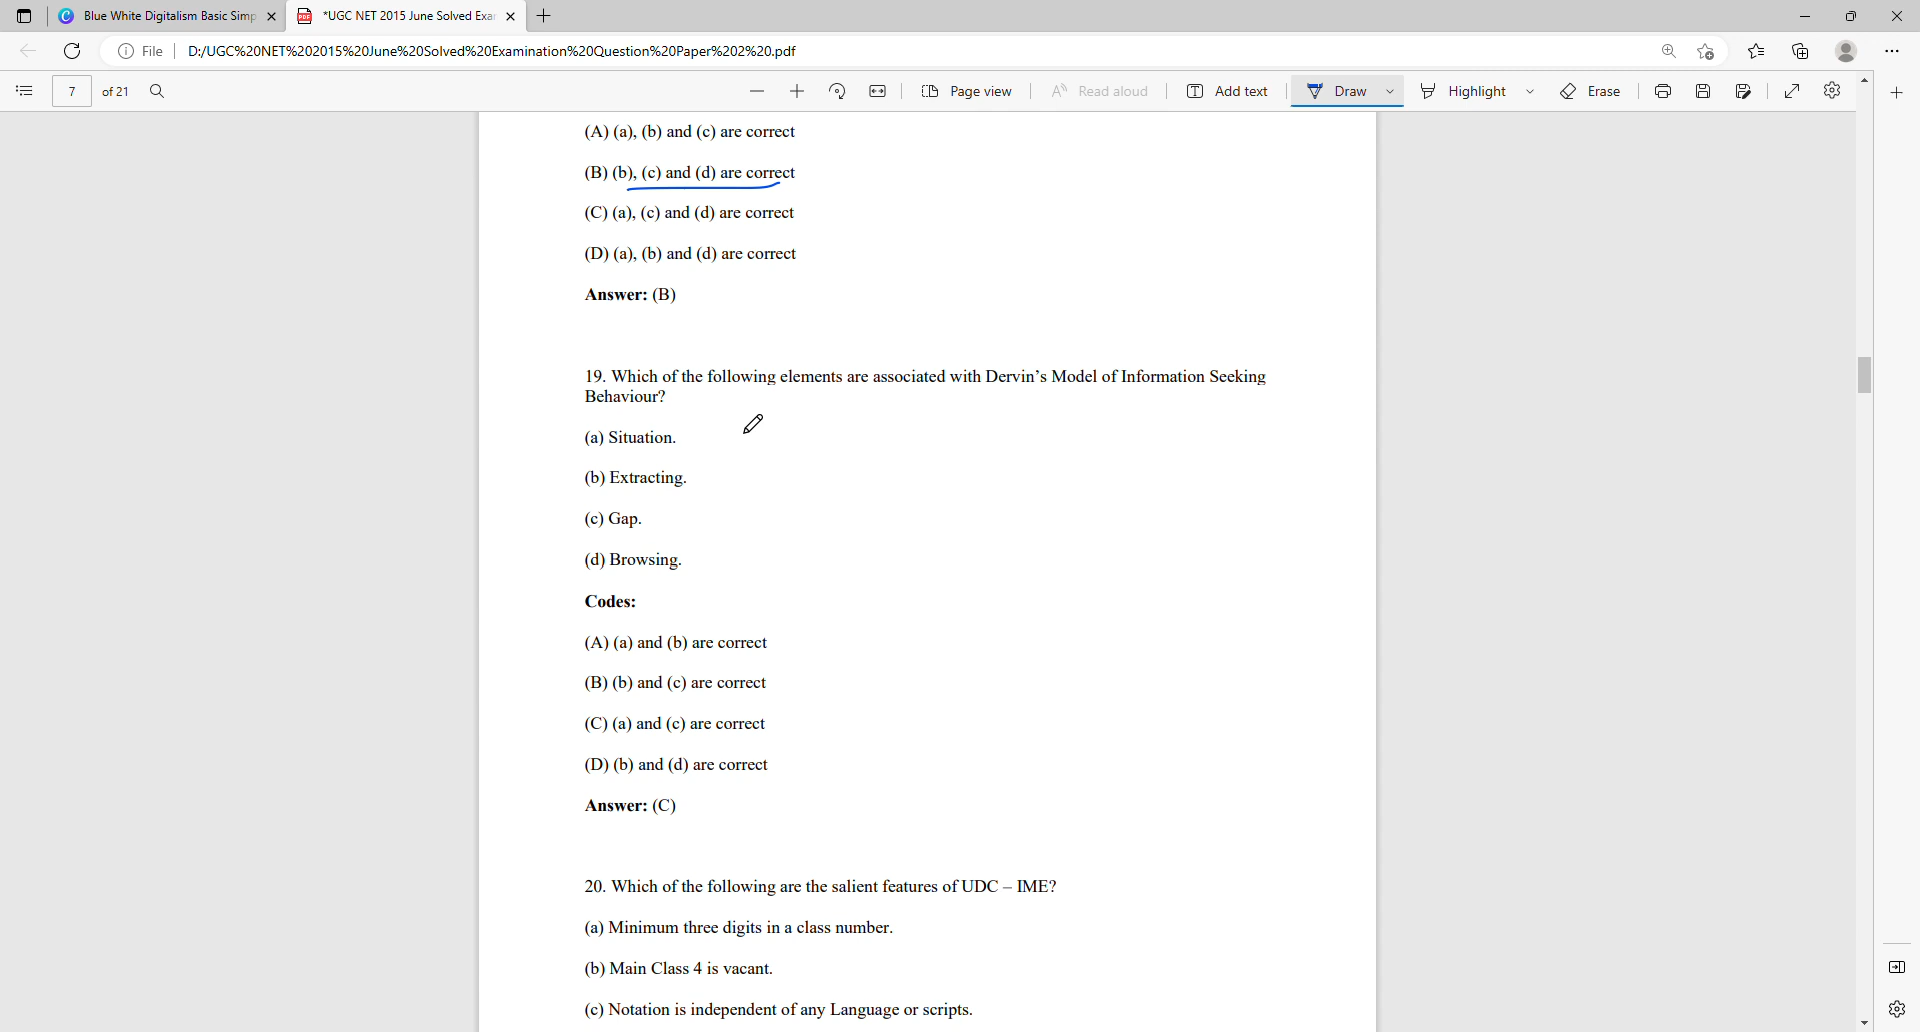 Blue White Digitalism Basic Simp
*UGC NET 2015 June Solved Exar
File
D:/UGC%20NET%202015%20June%20Solved%20Examination%20Question%20Paper%202%20.pdf
7 of 21
Page view
Read aloud
Add text
Draw
Highlight
Erase
(A) (a), (b) and (c) are correct
(B) (b), (c) and (d) are correct
(C) (a), (c) and (d) are correct
(D) (a), (b) and (d) are correct
Answer: (B)
19. Which of the following elements are associated with Dervin’s Model of Information Seeking
Behaviour?
(a) Situation.
(b) Extracting.
(c) Gap.
(d) Browsing.
Codes:
(A) (a) and (b) are correct
(B) (b) and (c) are correct
(C) (a) and (c) are correct
(D) (b) and (d) are correct
Answer: (C)
20. Which of the following are the salient features of UDC – IME?
(a) Minimum three digits in a class number.
(b) Main Class 4 is vacant.
(c) Notation is independent of any Language or scripts.